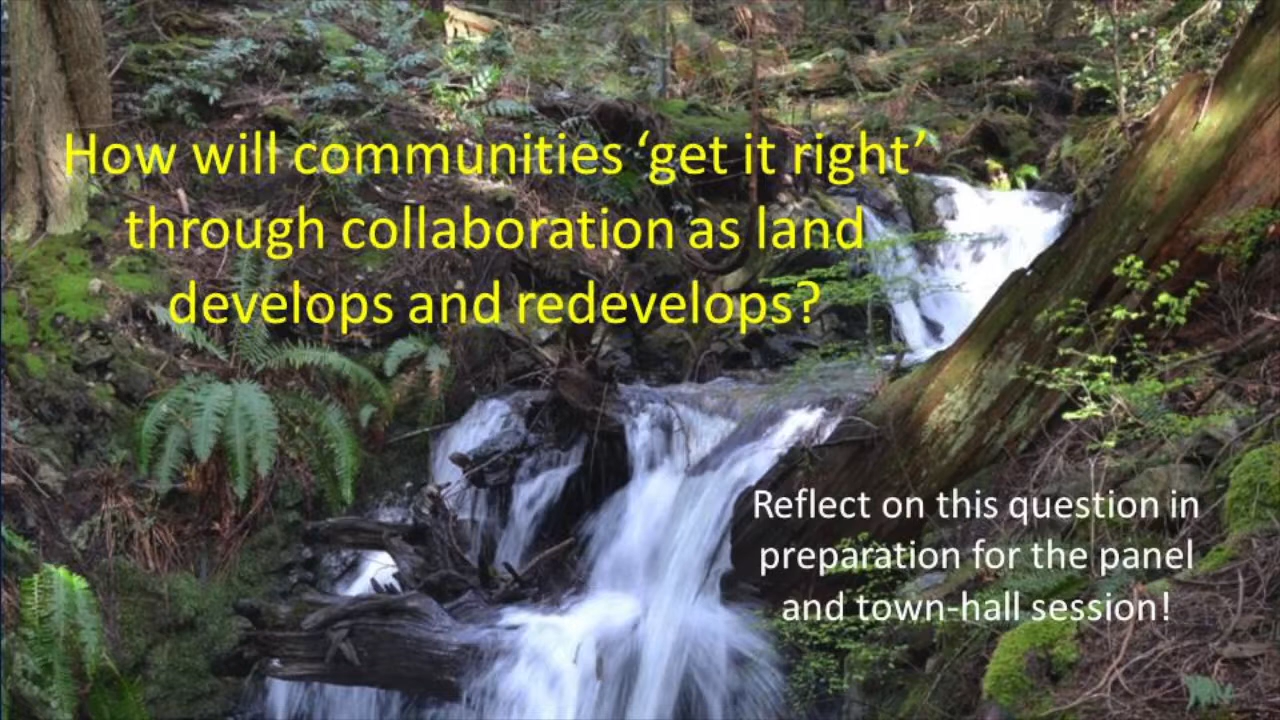 How will communities ‘get it right’
through collaboration as land
develops and redevelops?
Reflect on this question in
preparation for the panel
and town-hall session!